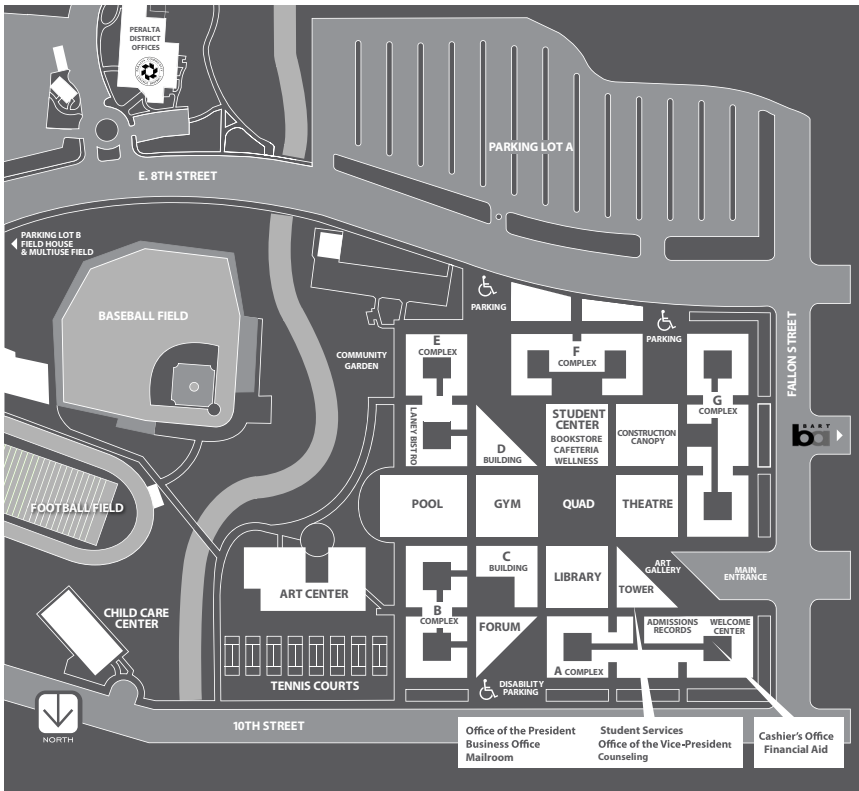 PERALTA
DISTRICT
OFFICES
PARKING LOT A
E. 8TH STREET
PARKING LOT B
FIELD HOUSE
& MULTIUSE FIELD
BASEBALL FIELD
PARKING
PARKING
FALLON STREET
COMMUNITY
GARDEN
E
COMPLEX
F
COMPLEX
G
COMPLEX
LANEY BISTRO
D
BUILDING
STUDENT
CENTER
BOOKSTORE
CAFETERIA
WELLNESS
CONSTRUCTION
CANOPY
EAST
ba
FOOTBALL FIELD
POOL
GYM
QUAD
THEATRE
ART CENTER
C
BUILDING
LIBRARY
TOWER
ART
GALLERY
MAIN
ENTRANCE
CHILD CARE
CENTER
B
COMPLEX
FORUM
ADMISSIONS
RECORDS
WELCOME
CENTER
A COMPLEX
TENNIS COURTS
DISABILITY
PARKING
NORTH
10TH STREET
Office of the President
Business Office
Mailroom
Student Services
Office of the Vice-President
Counseling
Cashier's Office
Financial Aid